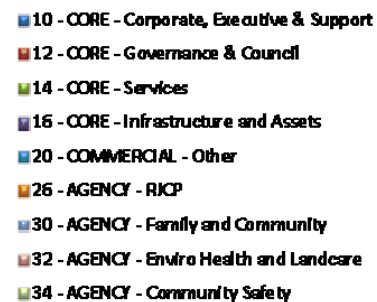 10 - CORE - Corporate, Executive & Support
12 - CORE - Governance & Council
14 - CORE - Services
16 - CORE - Infrastructure and Assets
20 - COMMERCIAL - Other
26 - AGENCY - RJCP
30 - AGENCY - Family and Community
32 - AGENCY - Enviro Health and Landcare
34 - AGENCY - Community Safety